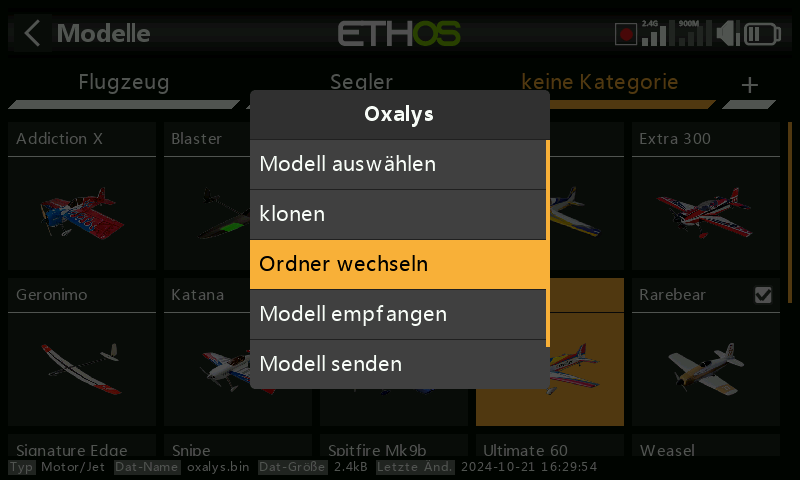 Modelle
ETHOS
2.4G
900M
Flugzeug
Segler
keine Kategorie
+
Addiction X
Blaster
Extra 300
Oxalys
Modell auswählen
klonen
Ordner wechseln
Modell empfangen
Modell senden
Geronimo
Katana
Rarebear
Signature Edge
Snipe
Spitfire Mk9b
Ultimate 60
Weasel
Typ Motor/Jet Dat-Name oxalys.bin Dat-Größe 2.4kB Letzte Änd. 2024-10-21 16:29:54